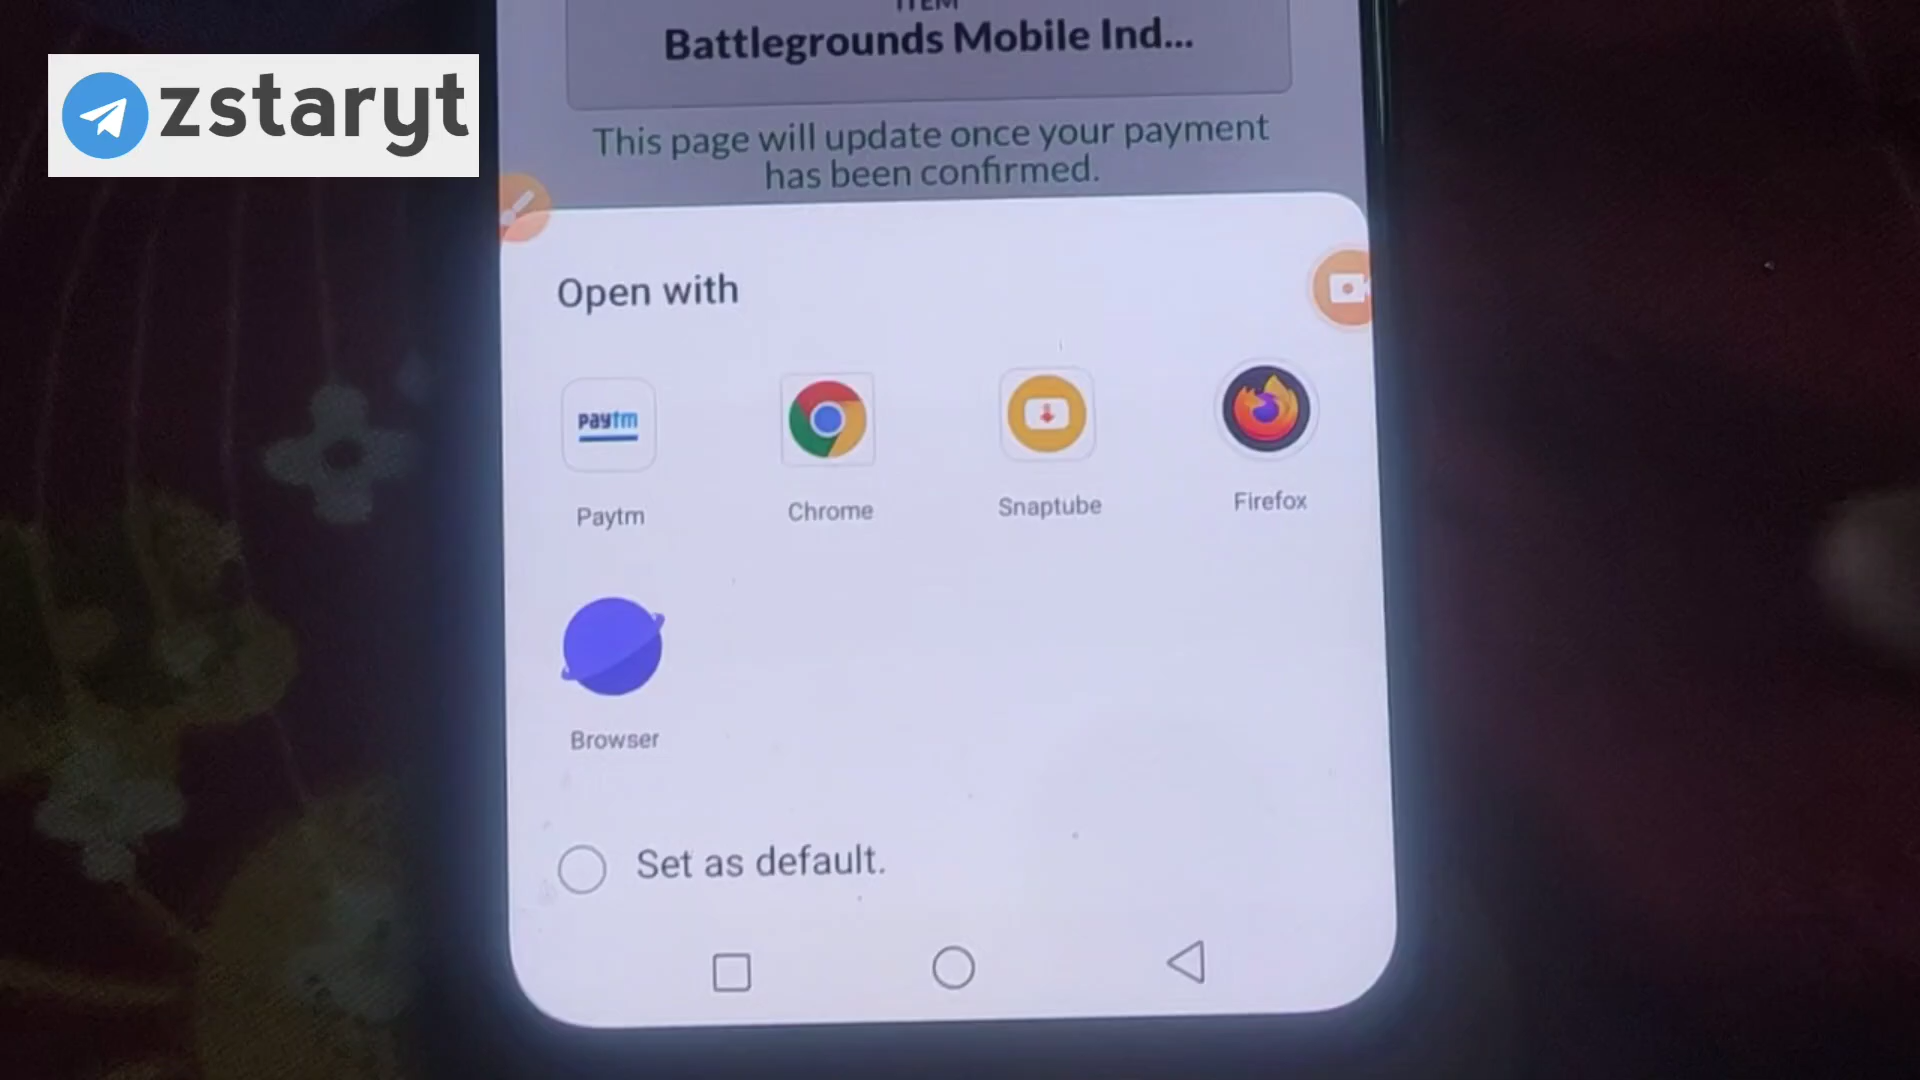 ITEM
Battlegrounds Mobile Ind...
zstaryt
This page will update once your payment
has been confirmed.
Open with
paytm
Paytm
Chrome
Snaptube
Firefox
Browser
Set as default.